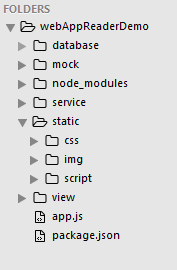 FOLDERS
webAppReaderDemo
database
mock
node_modules
service
static
css
img
script
view
app.js
package.json